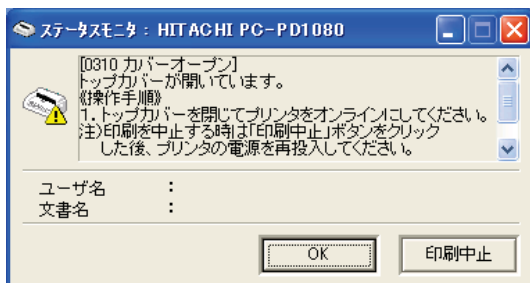 ステータスモニタ : HITACHI PC-PD1080
[0310 カバーオープン]
トップカバーが開いています。
《操作手順》
1. トップカバーを閉じてプリンタをオンラインにしてください。
注)印刷を中止する時は「印刷中止」ボタンをクリック
した後、プリンタの電源を再投入してください。
ユーザ名 :
文書名 :
OK 印刷中止